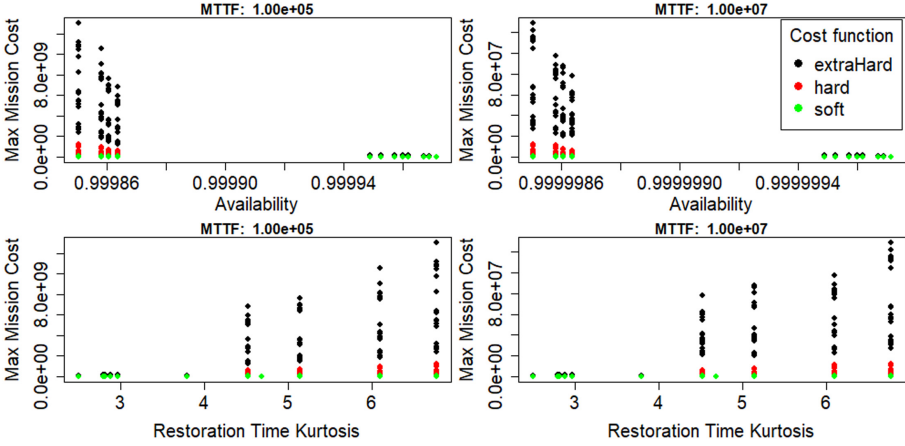 MTTF: 1.00e+05
Max Mission Cost
0.0e+00
8.0e+09
0.99986
0.99990
0.99994
Availability
MTTF: 1.00e+07
Max Mission Cost
0.0e+00
8.0e+07
0.9999986
0.9999990
0.9999994
Availability
Cost function
extraHard
hard
soft
MTTF: 1.00e+05
Max Mission Cost
0.0e+00
8.0e+09
3
4
5
6
Restoration Time Kurtosis
MTTF: 1.00e+07
Max Mission Cost
0.0e+00
8.0e+07
3
4
5
6
Restoration Time Kurtosis